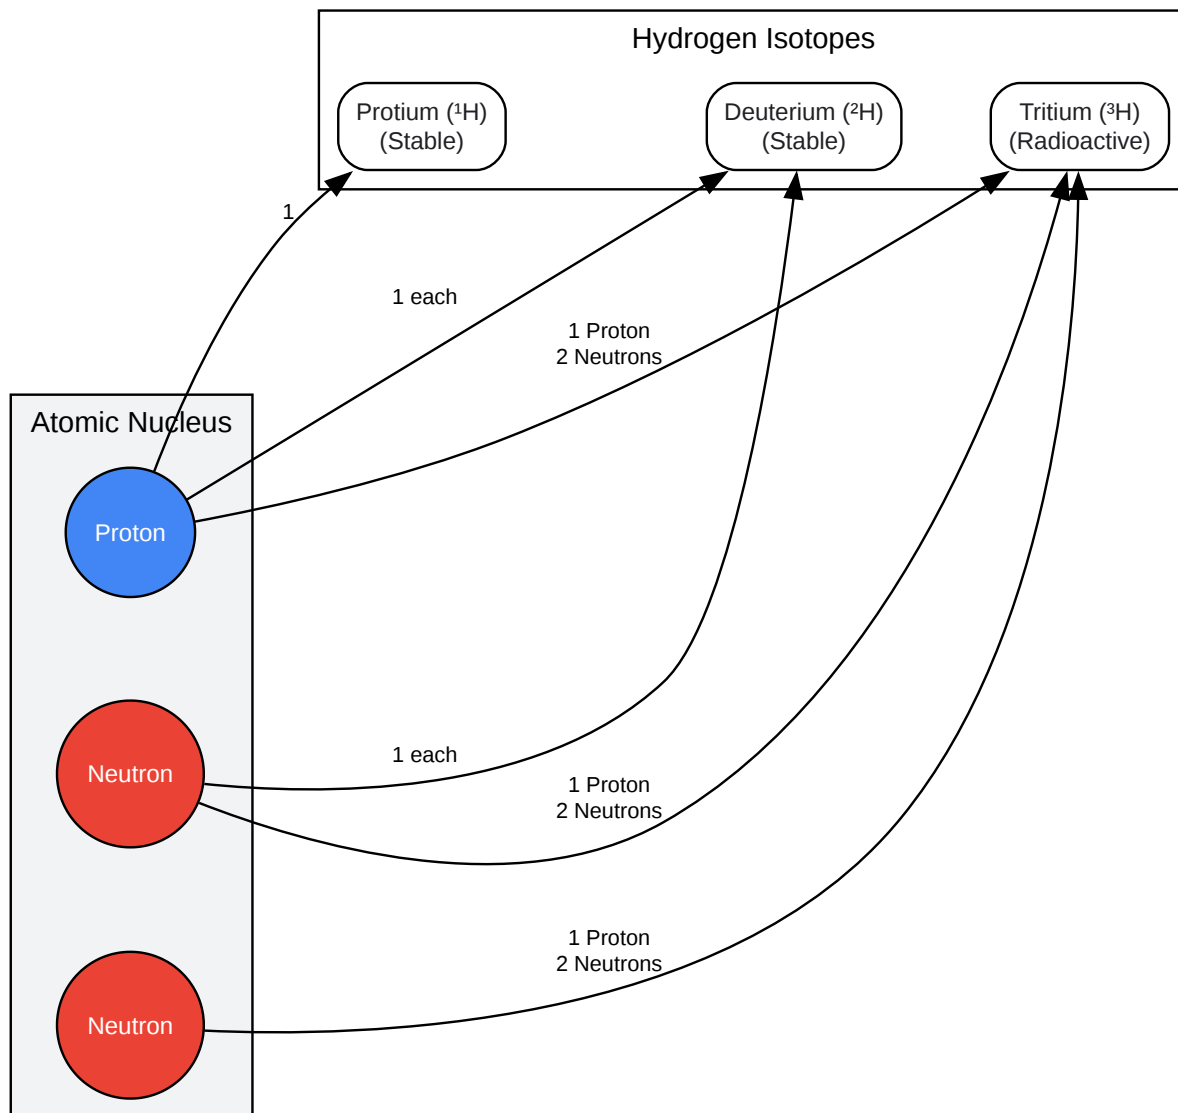 Hydrogen Isotopes
Protium (¹H)
(Stable)
Deuterium (²H)
(Stable)
Tritium (³H)
(Radioactive)
1
1 each
1 Proton
2 Neutrons
Atomic Nucleus
Proton
Neutron
1 each
1 Proton
2 Neutrons
1 Proton
2 Neutrons
Neutron